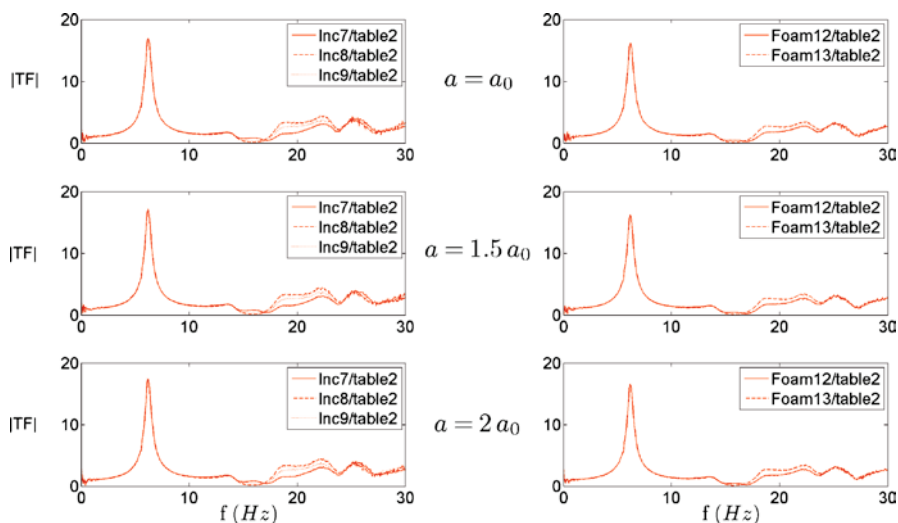 20
Inc7/table2
Inc8/table2
Inc9/table2
|TF|
10
0
0
10
20
30
a = a₀
20
Foam12/table2
Foam13/table2
10
0
0
10
20
30
20
Inc7/table2
Inc8/table2
Inc9/table2
|TF|
10
0
0
10
20
30
a = 1.5 a₀
20
Foam12/table2
Foam13/table2
10
0
0
10
20
30
20
Inc7/table2
Inc8/table2
Inc9/table2
|TF|
10
0
0
10
20
30
f (Hz)
a = 2 a₀
20
Foam12/table2
Foam13/table2
10
0
0
10
20
30
f (Hz)